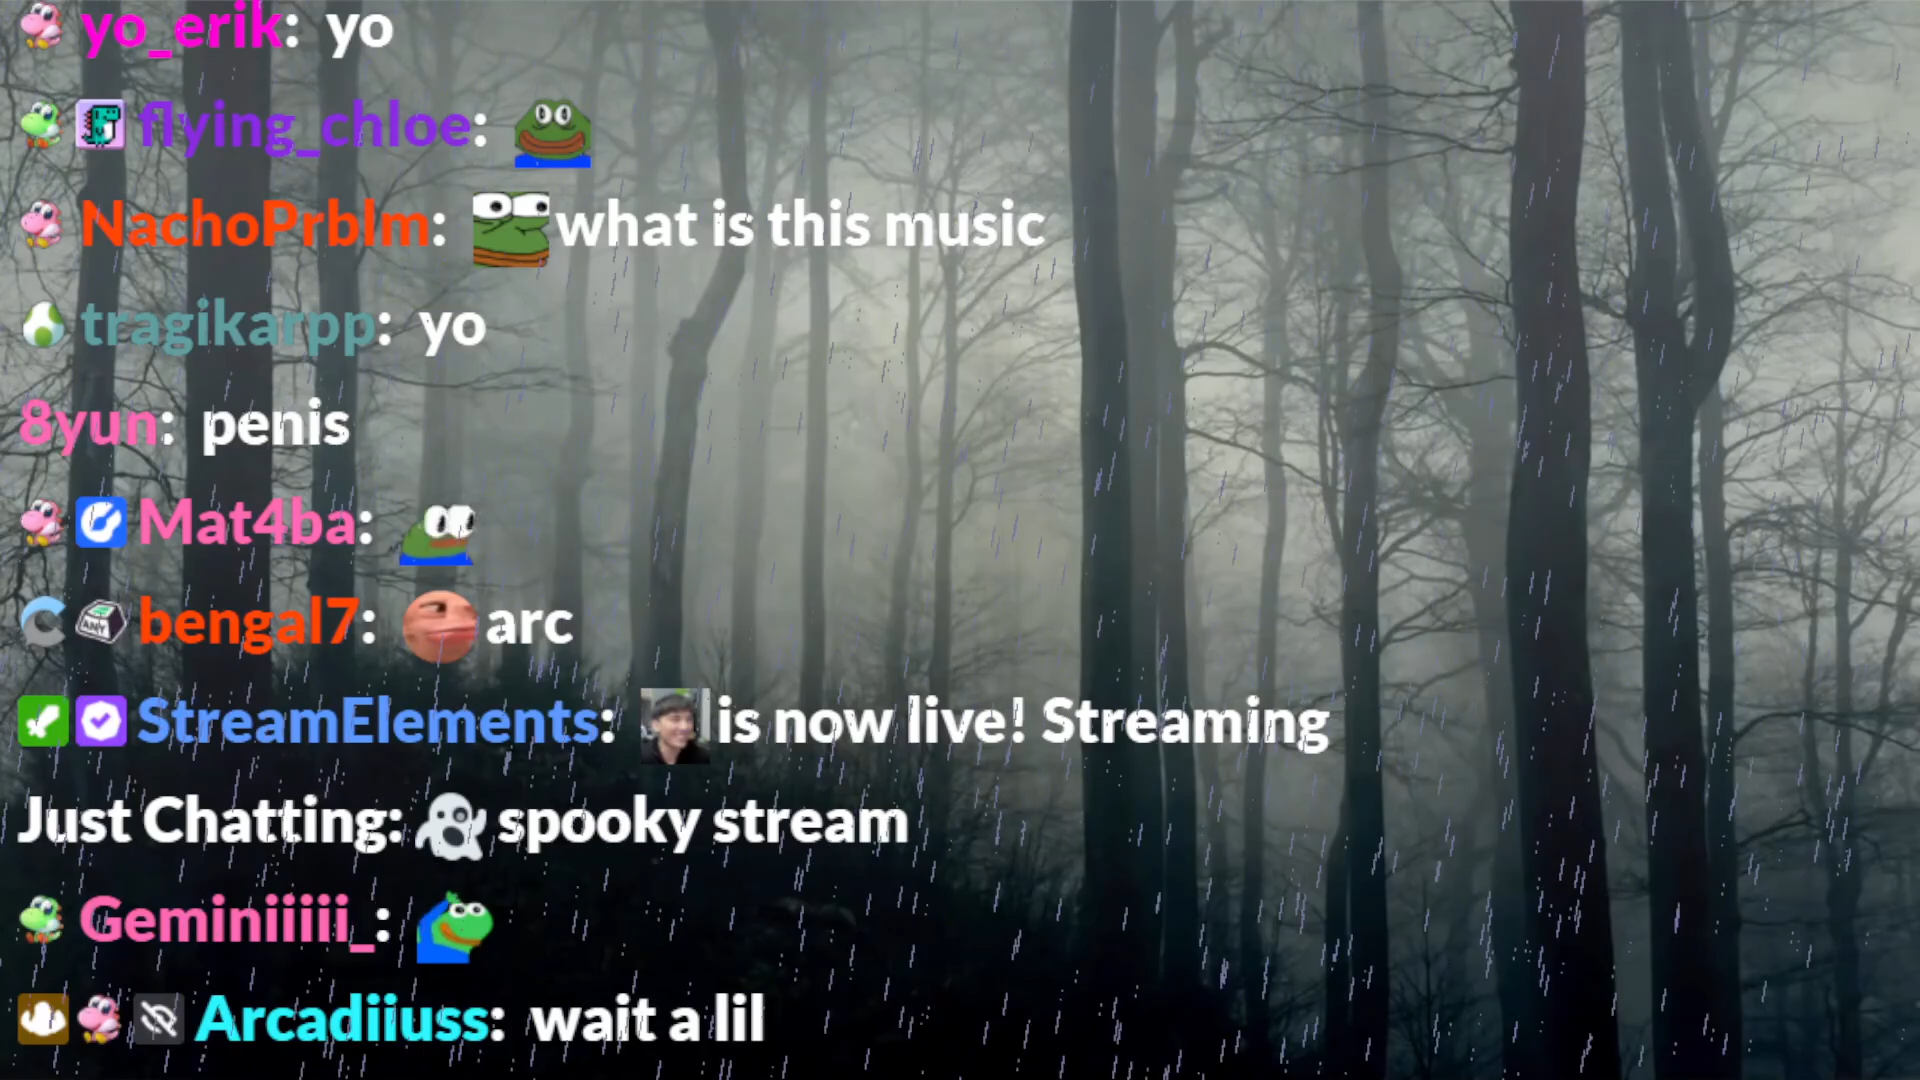 yo_erik: yo
flying_chloe:
NachoPrblm: what is this music
tragikarpp: yo
8yun: penis
Mat4ba:
ANY bengal7: arc
StreamElements: is now live! Streaming
Just Chatting: spooky stream
Geminiiiii_:
Arcadiiuss: wait a lil